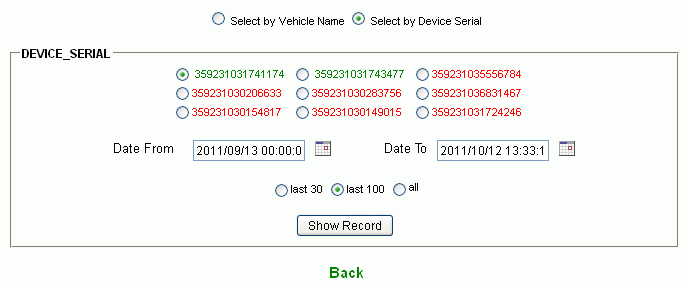 Select by Vehicle Name Select by Device Serial
DEVICE_SERIAL
359231031741174 359231031743477 359231035556784
359231030206633 359231030283756 359231036831467
359231030154817 359231030149015 359231031724246
Date From 2011/09/13 00:00:0 Date To 2011/10/12 13:33:1
last 30 last 100 all
Show Record
Back